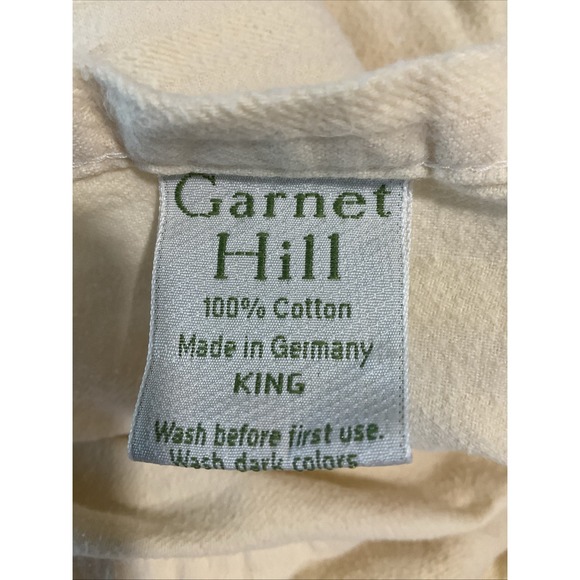 Garnet
Hill
100% Cotton
Made in Germany
KING
Wash before first use.
Wash dark colors